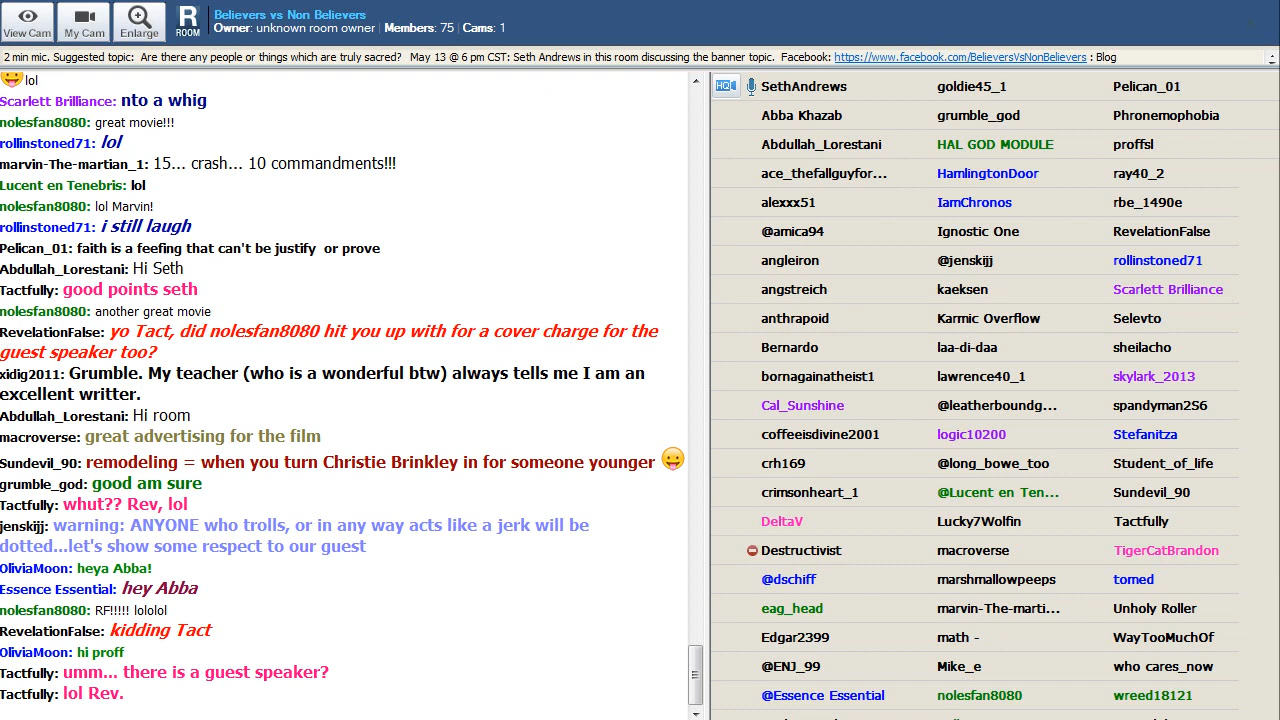 View Cam
My Cam
Enlarge
R
ROOM
Believers vs Non Believers
Owner: unknown room owner | Members: 75 | Cams: 1
2 min mic. Suggested topic: Are there any people or things which are truly sacred? May 13 @ 6 pm CST: Seth Andrews in this room discussing the banner topic. Facebook: https://www.facebook.com/BelieversVsNonBelievers : Blog
lol
Scarlett Brilliance: nto a whig
nolesfan8080: great movie!!!
rollinstoned71: lol
marvin-The-martian_1: 15... crash... 10 commandments!!!
Lucent en Tenebris: lol
nolesfan8080: lol Marvin!
rollinstoned71: i still laugh
Pelican_01: faith is a feefing that can't be justify or prove
Abdullah_Lorestani: Hi Seth
Tactfully: good points seth
nolesfan8080: another great movie
RevelationFalse: yo Tact, did nolesfan8080 hit you up with for a cover charge for the
guest speaker too?
xidig2011: Grumble. My teacher (who is a wonderful btw) always tells me I am an
excellent writter.
Abdullah_Lorestani: Hi room
macroverse: great advertising for the film
Sundevil_90: remodeling = when you turn Christie Brinkley in for someone younger
grumble_god: good am sure
Tactfully: whut?? Rev, lol
jenskijj: warning: ANYONE who trolls, or in any way acts like a jerk will be
dotted...let's show some respect to our guest
OliviaMoon: heya Abba!
Essence Essential: hey Abba
nolesfan8080: RF!!!!! lololol
RevelationFalse: kidding Tact
OliviaMoon: hi proff
Tactfully: umm... there is a guest speaker?
Tactfully: lol Rev.
HQ
SethAndrews
Abba Khazab
Abdullah_Lorestani
ace_thefallguyfor...
alexxx51
@amica94
angleiron
angstreich
anthrapoid
Bernardo
bornagainatheist1
Cal_Sunshine
coffeeisdivine2001
crh169
crimsonheart_1
DeltaV
Destructivist
@dschiff
eag_head
Edgar2399
@ENJ_99
@Essence Essential
goldie45_1
grumble_god
HAL GOD MODULE
HamlingtonDoor
IamChronos
Ignostic One
@jenskijj
kaeksen
Karmic Overflow
laa-di-daa
lawrence40_1
@leatherboundg...
logic10200
@long_bowe_too
@Lucent en Ten...
Lucky7Wolfin
macroverse
marshmallowpeeps
marvin-The-marti...
math -
Mike_e
nolesfan8080
Pelican_01
Phronemophobia
proffsl
ray40_2
rbe_1490e
RevelationFalse
rollinstoned71
Scarlett Brilliance
Selevto
sheilacho
skylark_2013
spandyman2S6
Stefanitza
Student_of_life
Sundevil_90
Tactfully
TigerCatBrandon
tomed
Unholy Roller
WayTooMuchOf
who cares_now
wreed18121